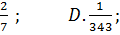 2/7 ; D. 1/343 ;